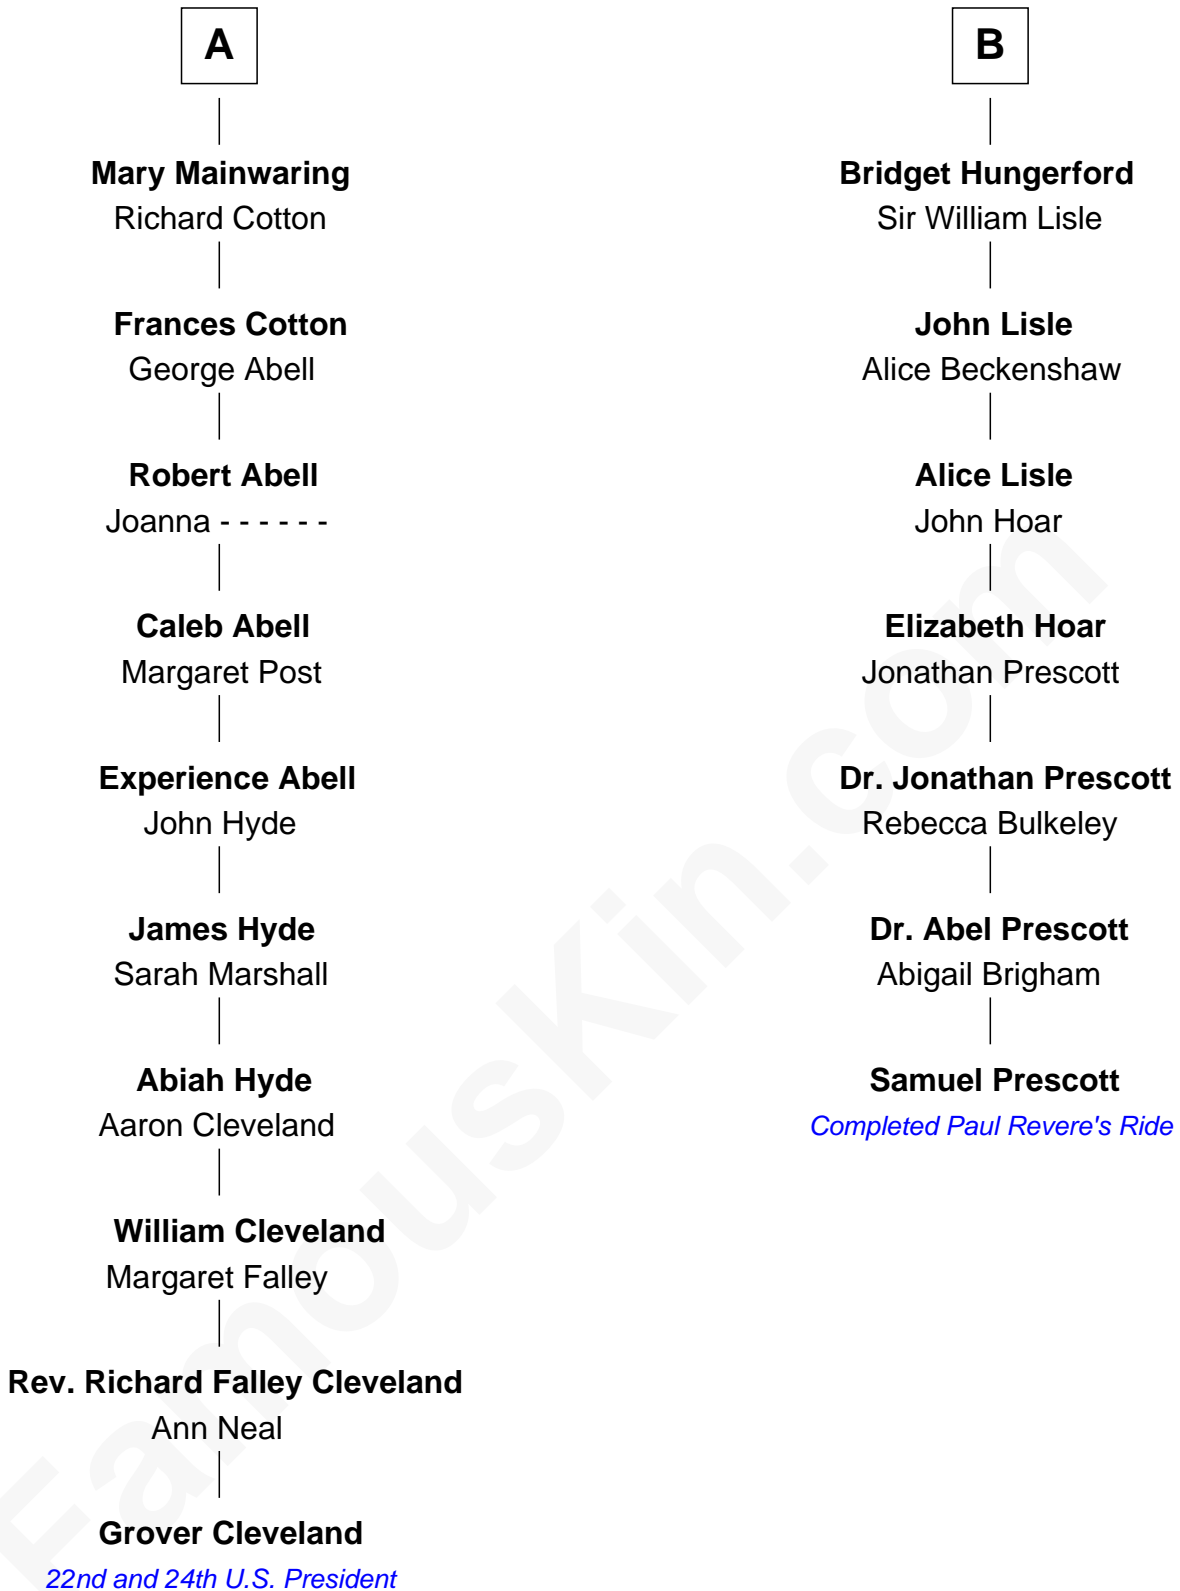 A
Mary Mainwaring
Richard Cotton
Frances Cotton
George Abell
Robert Abell
Joanna - - - - - -
Caleb Abell
Margaret Post
Experience Abell
John Hyde
James Hyde
Sarah Marshall
Abiah Hyde
Aaron Cleveland
William Cleveland
Margaret Falley
Rev. Richard Falley Cleveland
Ann Neal
Grover Cleveland
22nd and 24th U.S. President
B
Bridget Hungerford
Sir William Lisle
John Lisle
Alice Beckenshaw
Alice Lisle
John Hoar
Elizabeth Hoar
Jonathan Prescott
Dr. Jonathan Prescott
Rebecca Bulkeley
Dr. Abel Prescott
Abigail Brigham
Samuel Prescott
Completed Paul Revere's Ride
FamousKin.com